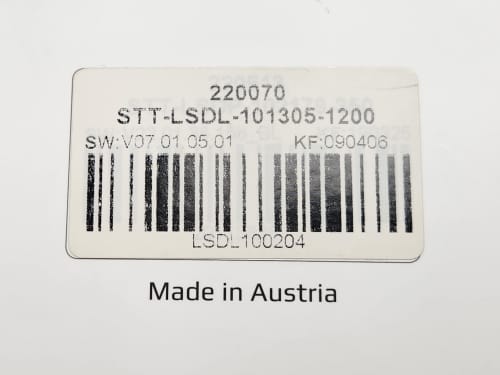 220070
STT-LSDL-101305-1200
SW:V07.01.05.01 KF:090406
LSDL100204
Made in Austria